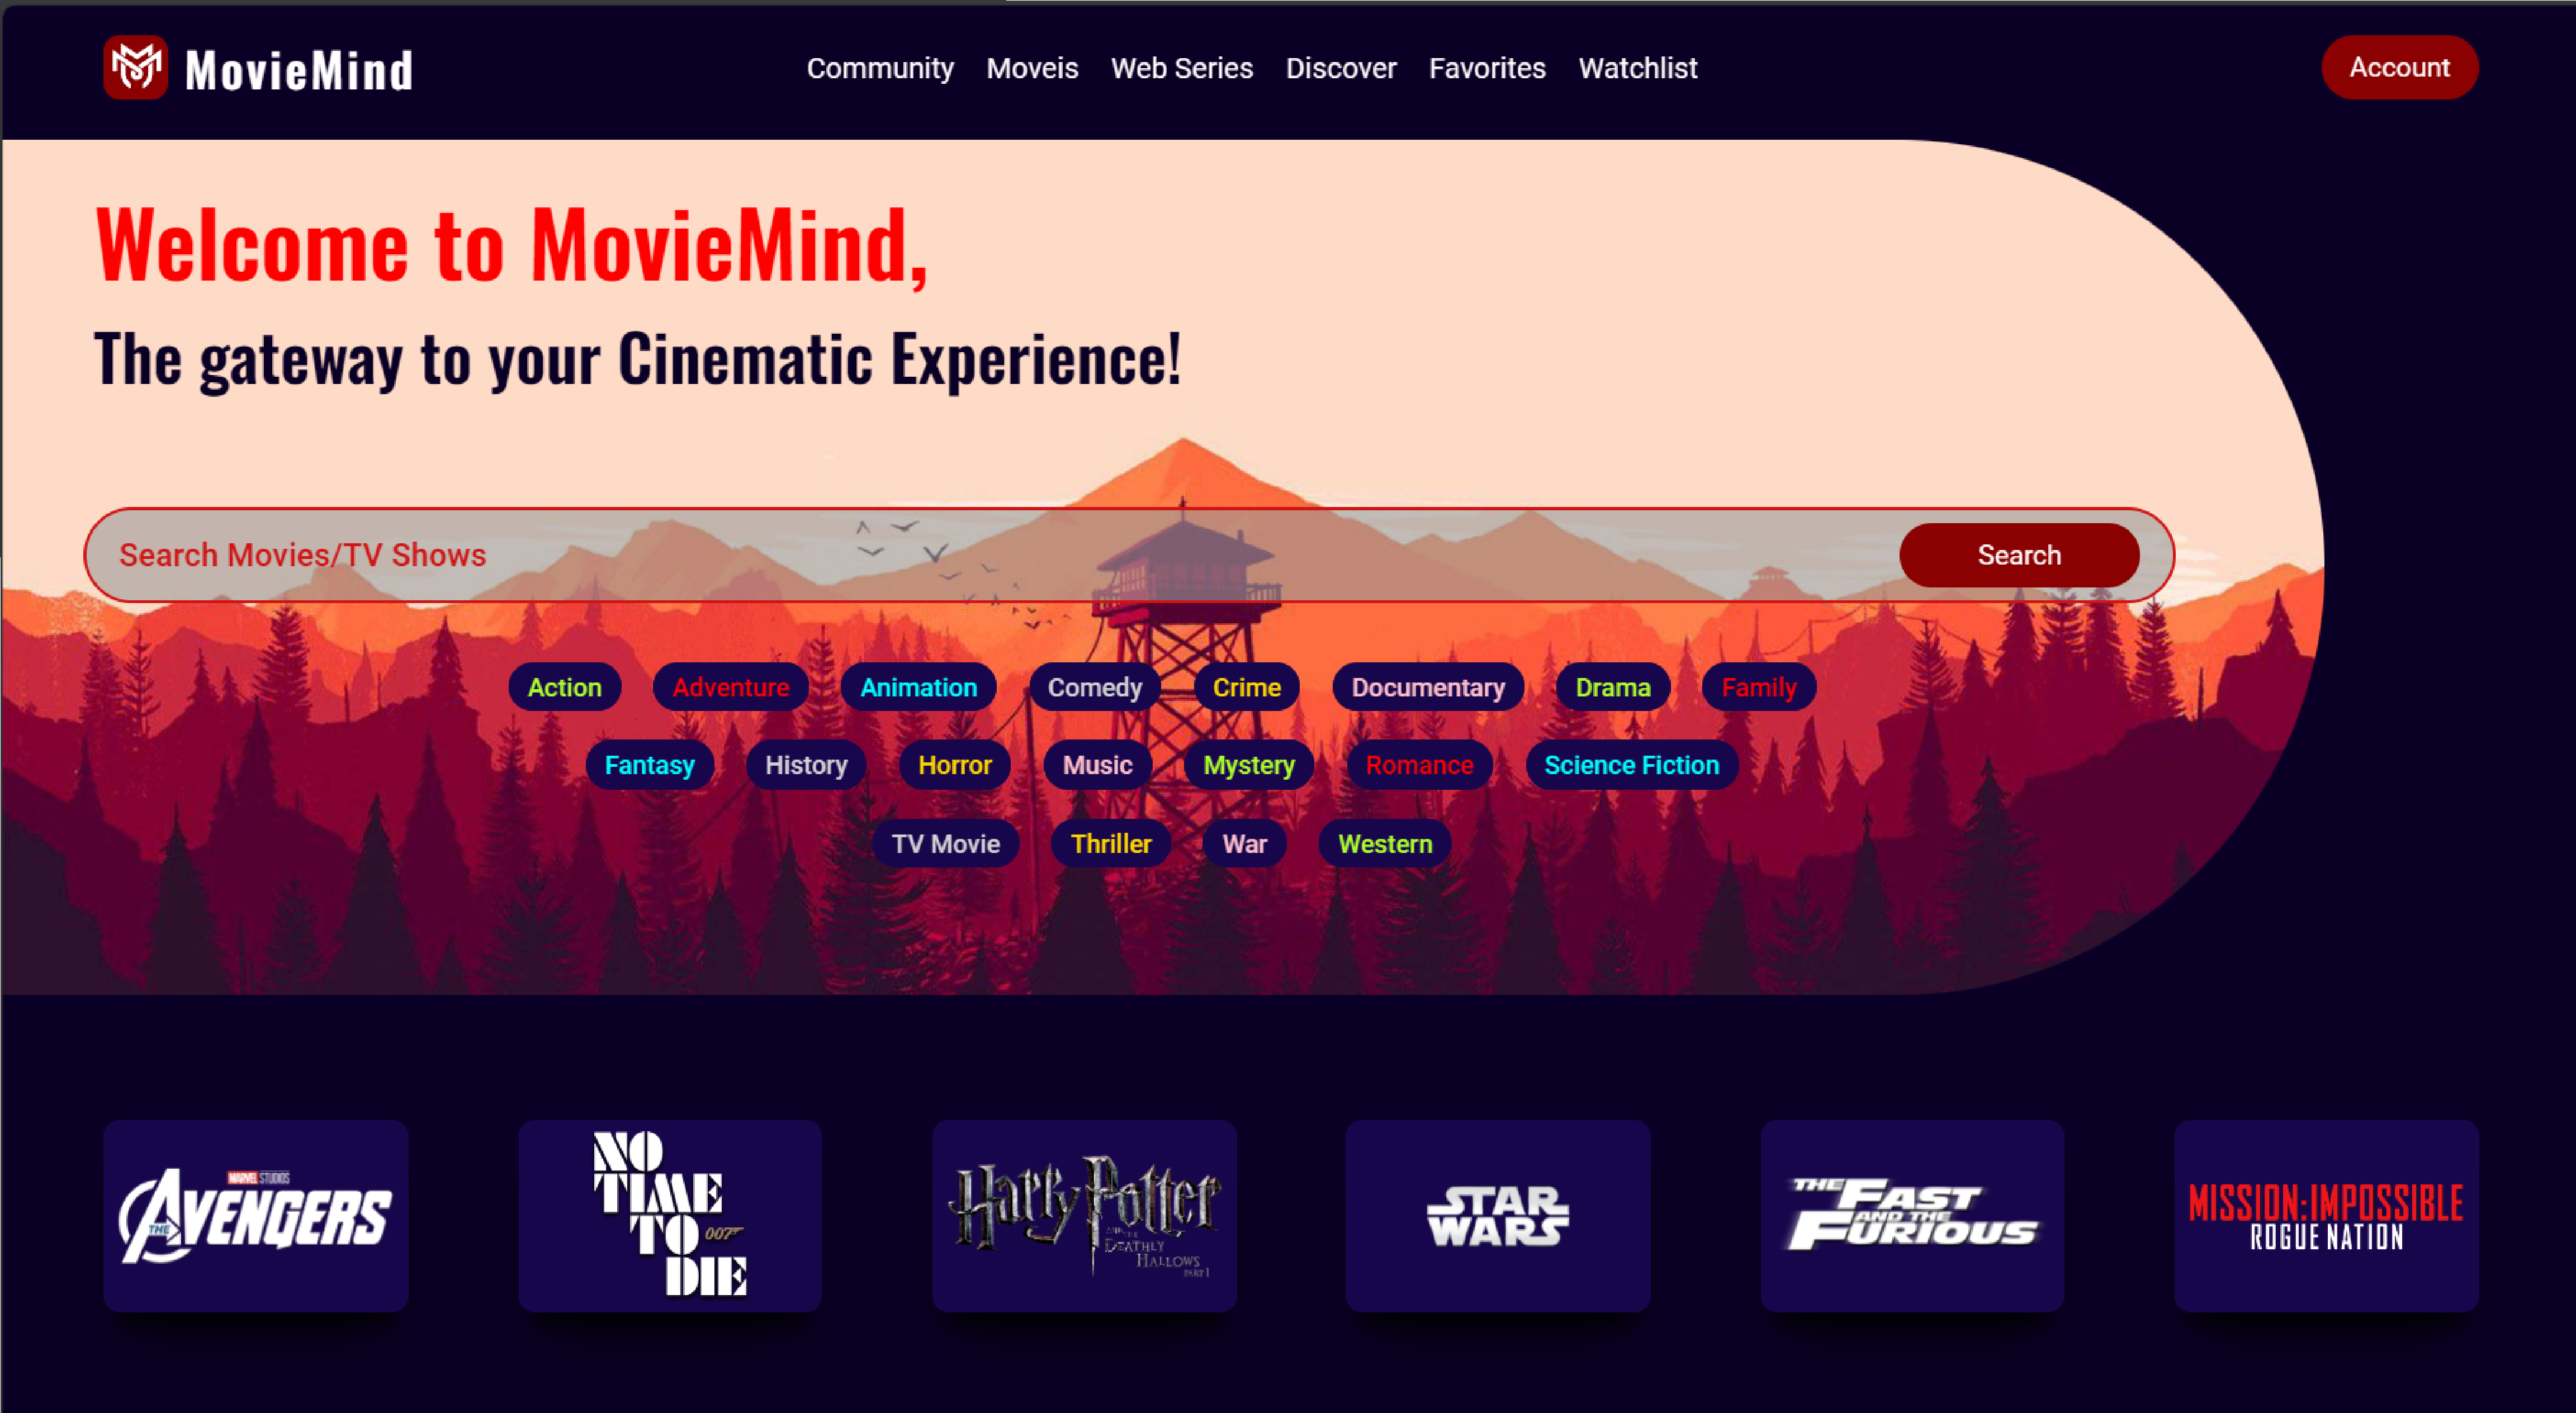 MovieMind Community Moveis Web Series Discover Favorites Watchlist Account
Welcome to MovieMind,
The gateway to your Cinematic Experience!
Search Movies/TV Shows Search
Action Adventure Animation Comedy Crime Documentary Drama Family
Fantasy History Horror Music Mystery Romance Science Fiction
TV Movie Thriller War Western
MARVEL STUDIOS
THE AVENGERS
NO
TIME
TO 007
DIE
Harry Potter
AND THE
DEATHLY
HALLOWS
PART 1
STAR
WARS
THE FAST
AND THE
FURIOUS
MISSION:IMPOSSIBLE
ROGUE NATION